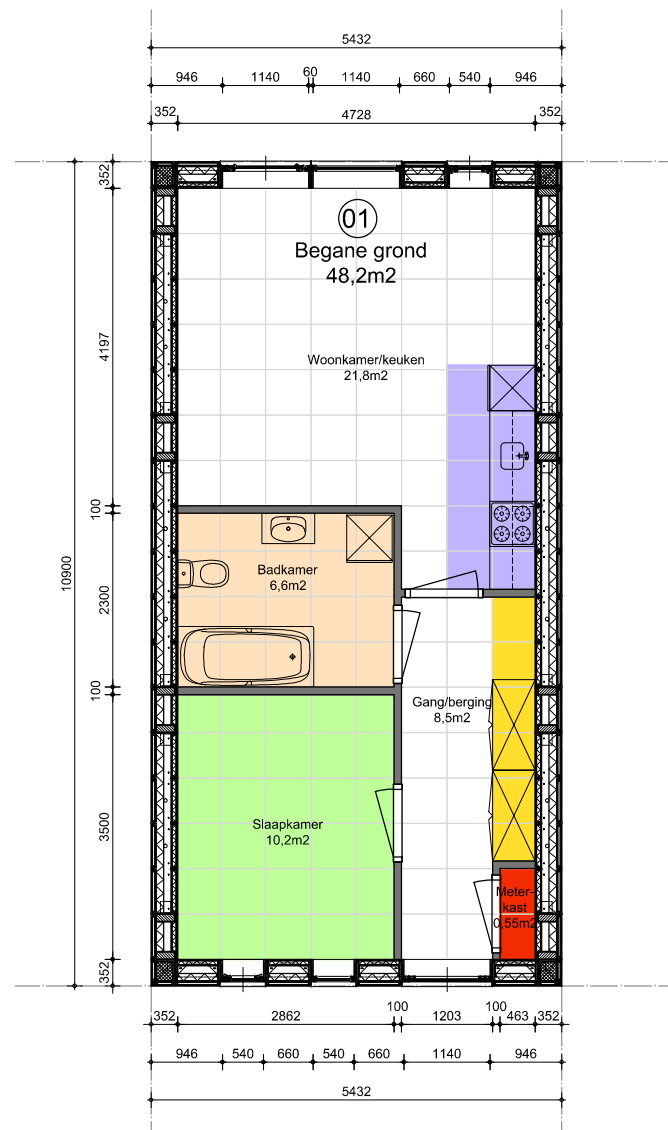 5432
946 1140 60 1140 660 540 946
352 4728 352
352
4197
100
2300
100
3500
352
10900
01
Begane grond
48,2m2
Woonkamer/keuken
21,8m2
Badkamer
6,6m2
Gang/berging
8,5m2
Slaapkamer
10,2m2
Meter-
kast
0,55m2
352 2862 100 1203 100 463 352
946 540 660 540 660 1140 946
5432